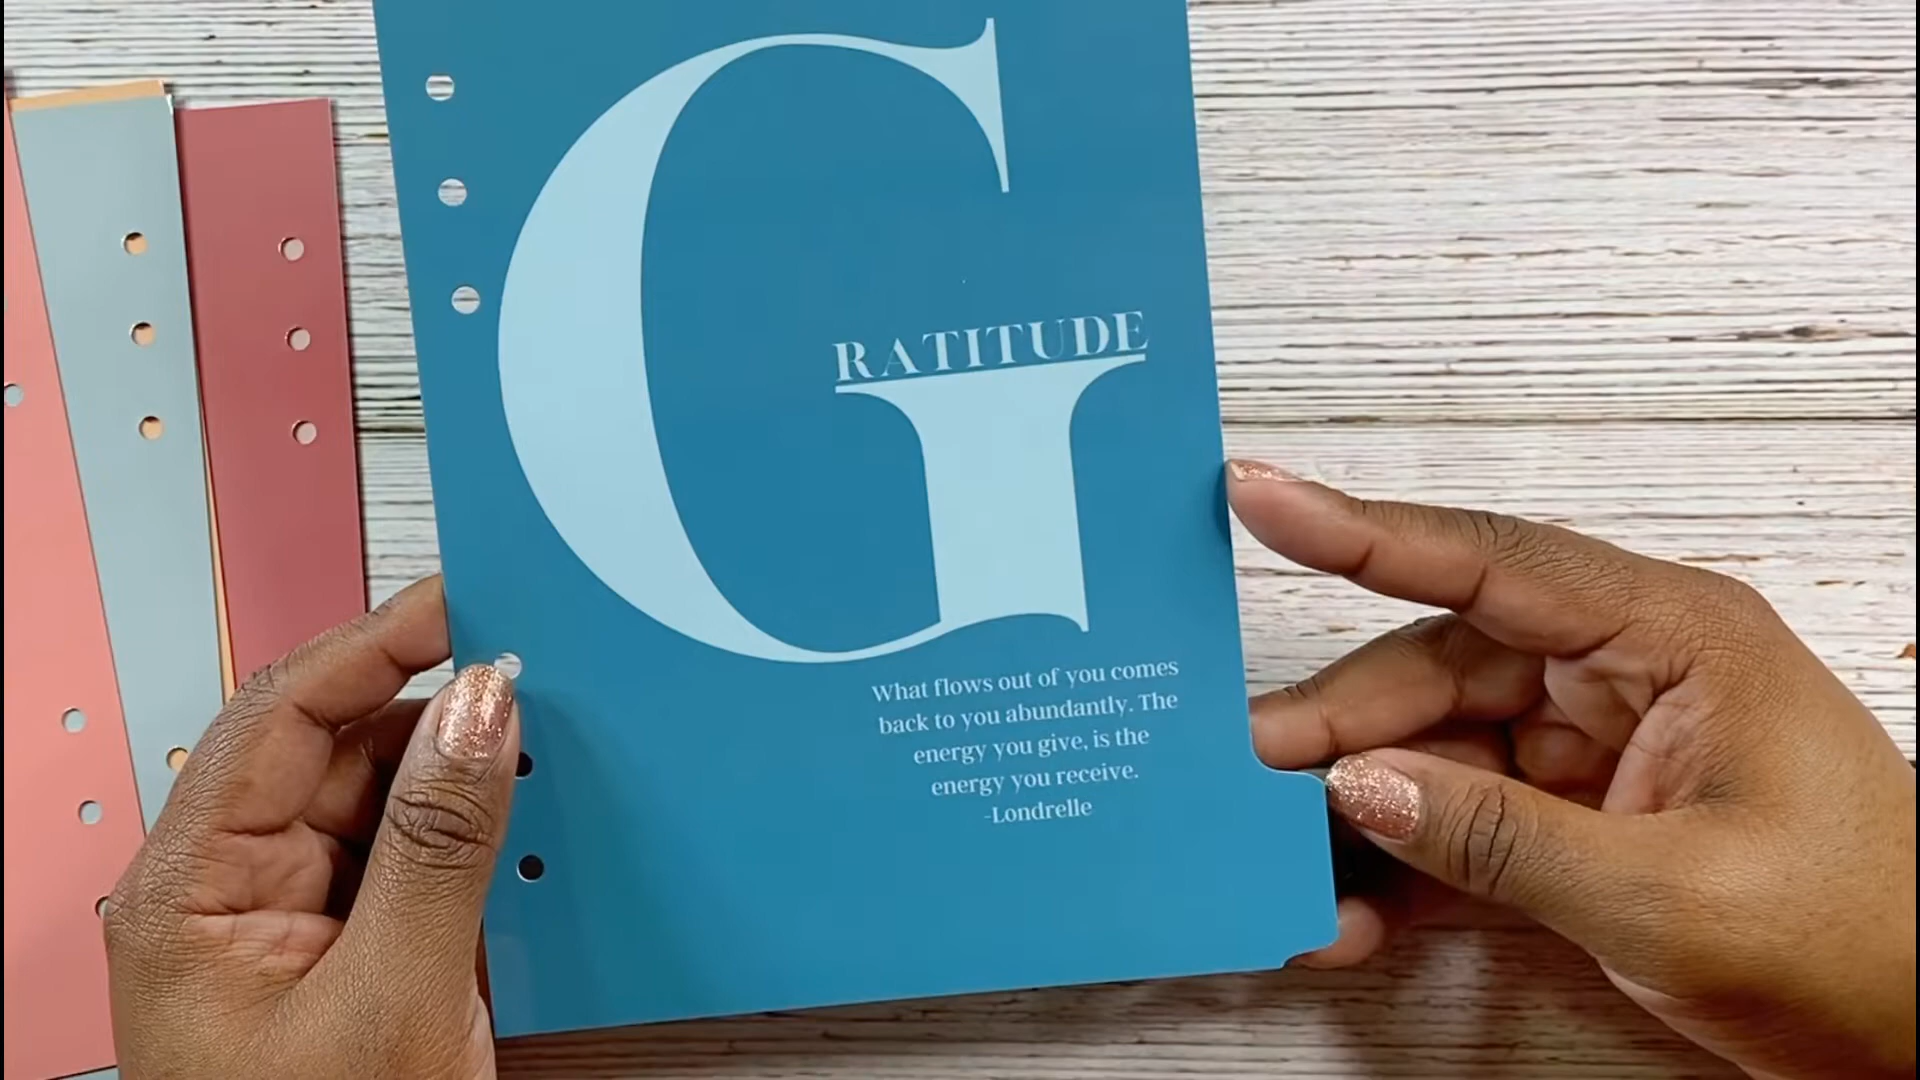 GRATITUDE
What flows out of you comes
back to you abundantly. The
energy you give, is the
energy you receive.
-Londrelle